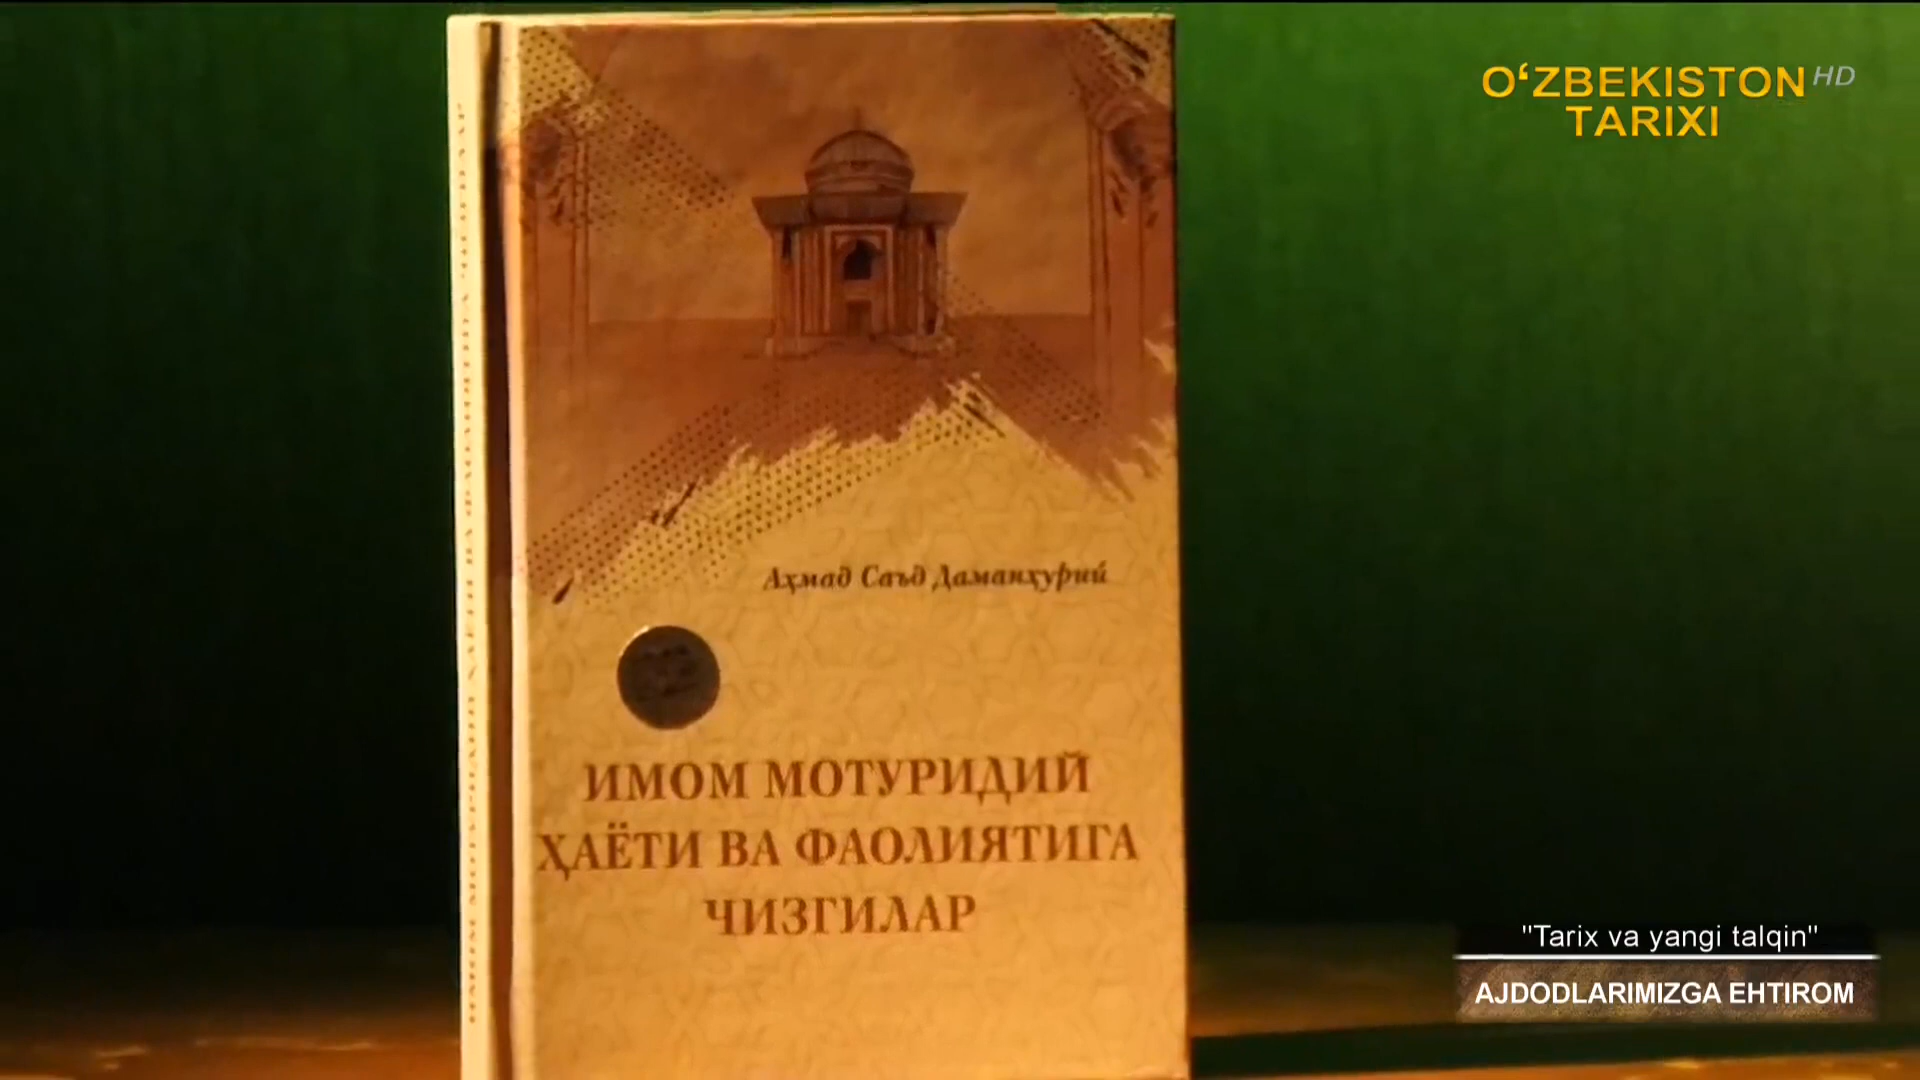 O‘ZBEKISTON HD
TARIXI
Аҳмад Саъд Даманҳурий
ИМОМ МОТУРИДИЙ
ҲАЁТИ ВА ФАОЛИЯТИГА
ЧИЗГИЛАР
"Tarix va yangi talqin"
AJDODLARIMIZGA EHTIROM